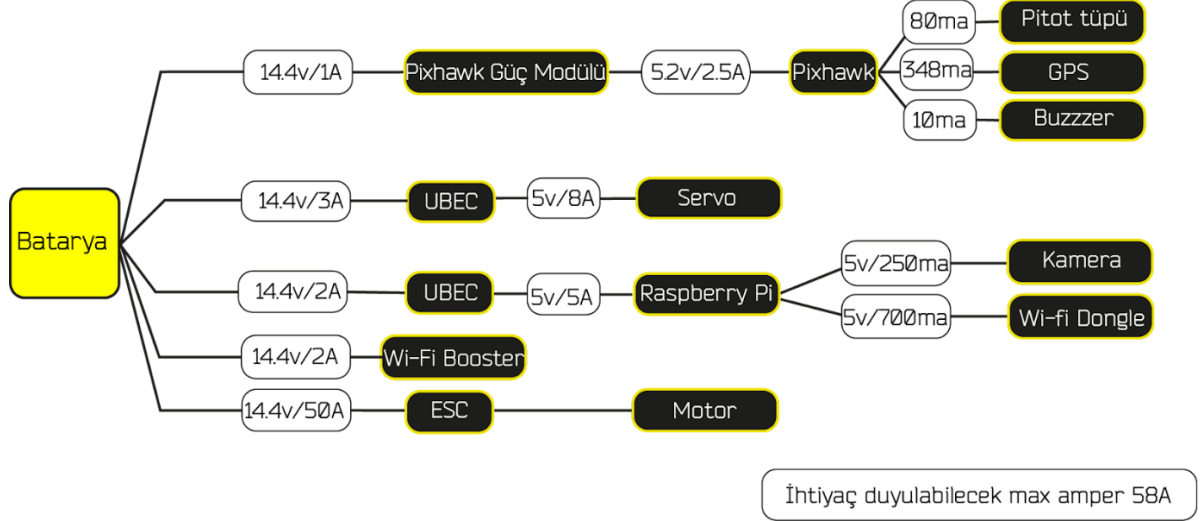 Batarya
14.4v/1A
Pixhawk Güç Modülü
5.2v/2.5A
Pixhawk
80ma
Pitot tüpü
348ma
GPS
10ma
Buzzzer
14.4v/3A
UBEC
5v/8A
Servo
14.4v/2A
UBEC
5v/5A
Raspberry Pi
5v/250ma
Kamera
5v/700ma
Wi-fi Dongle
14.4v/2A
Wi-Fi Booster
14.4v/50A
ESC
Motor
İhtiyaç duyulabilecek max amper 58A